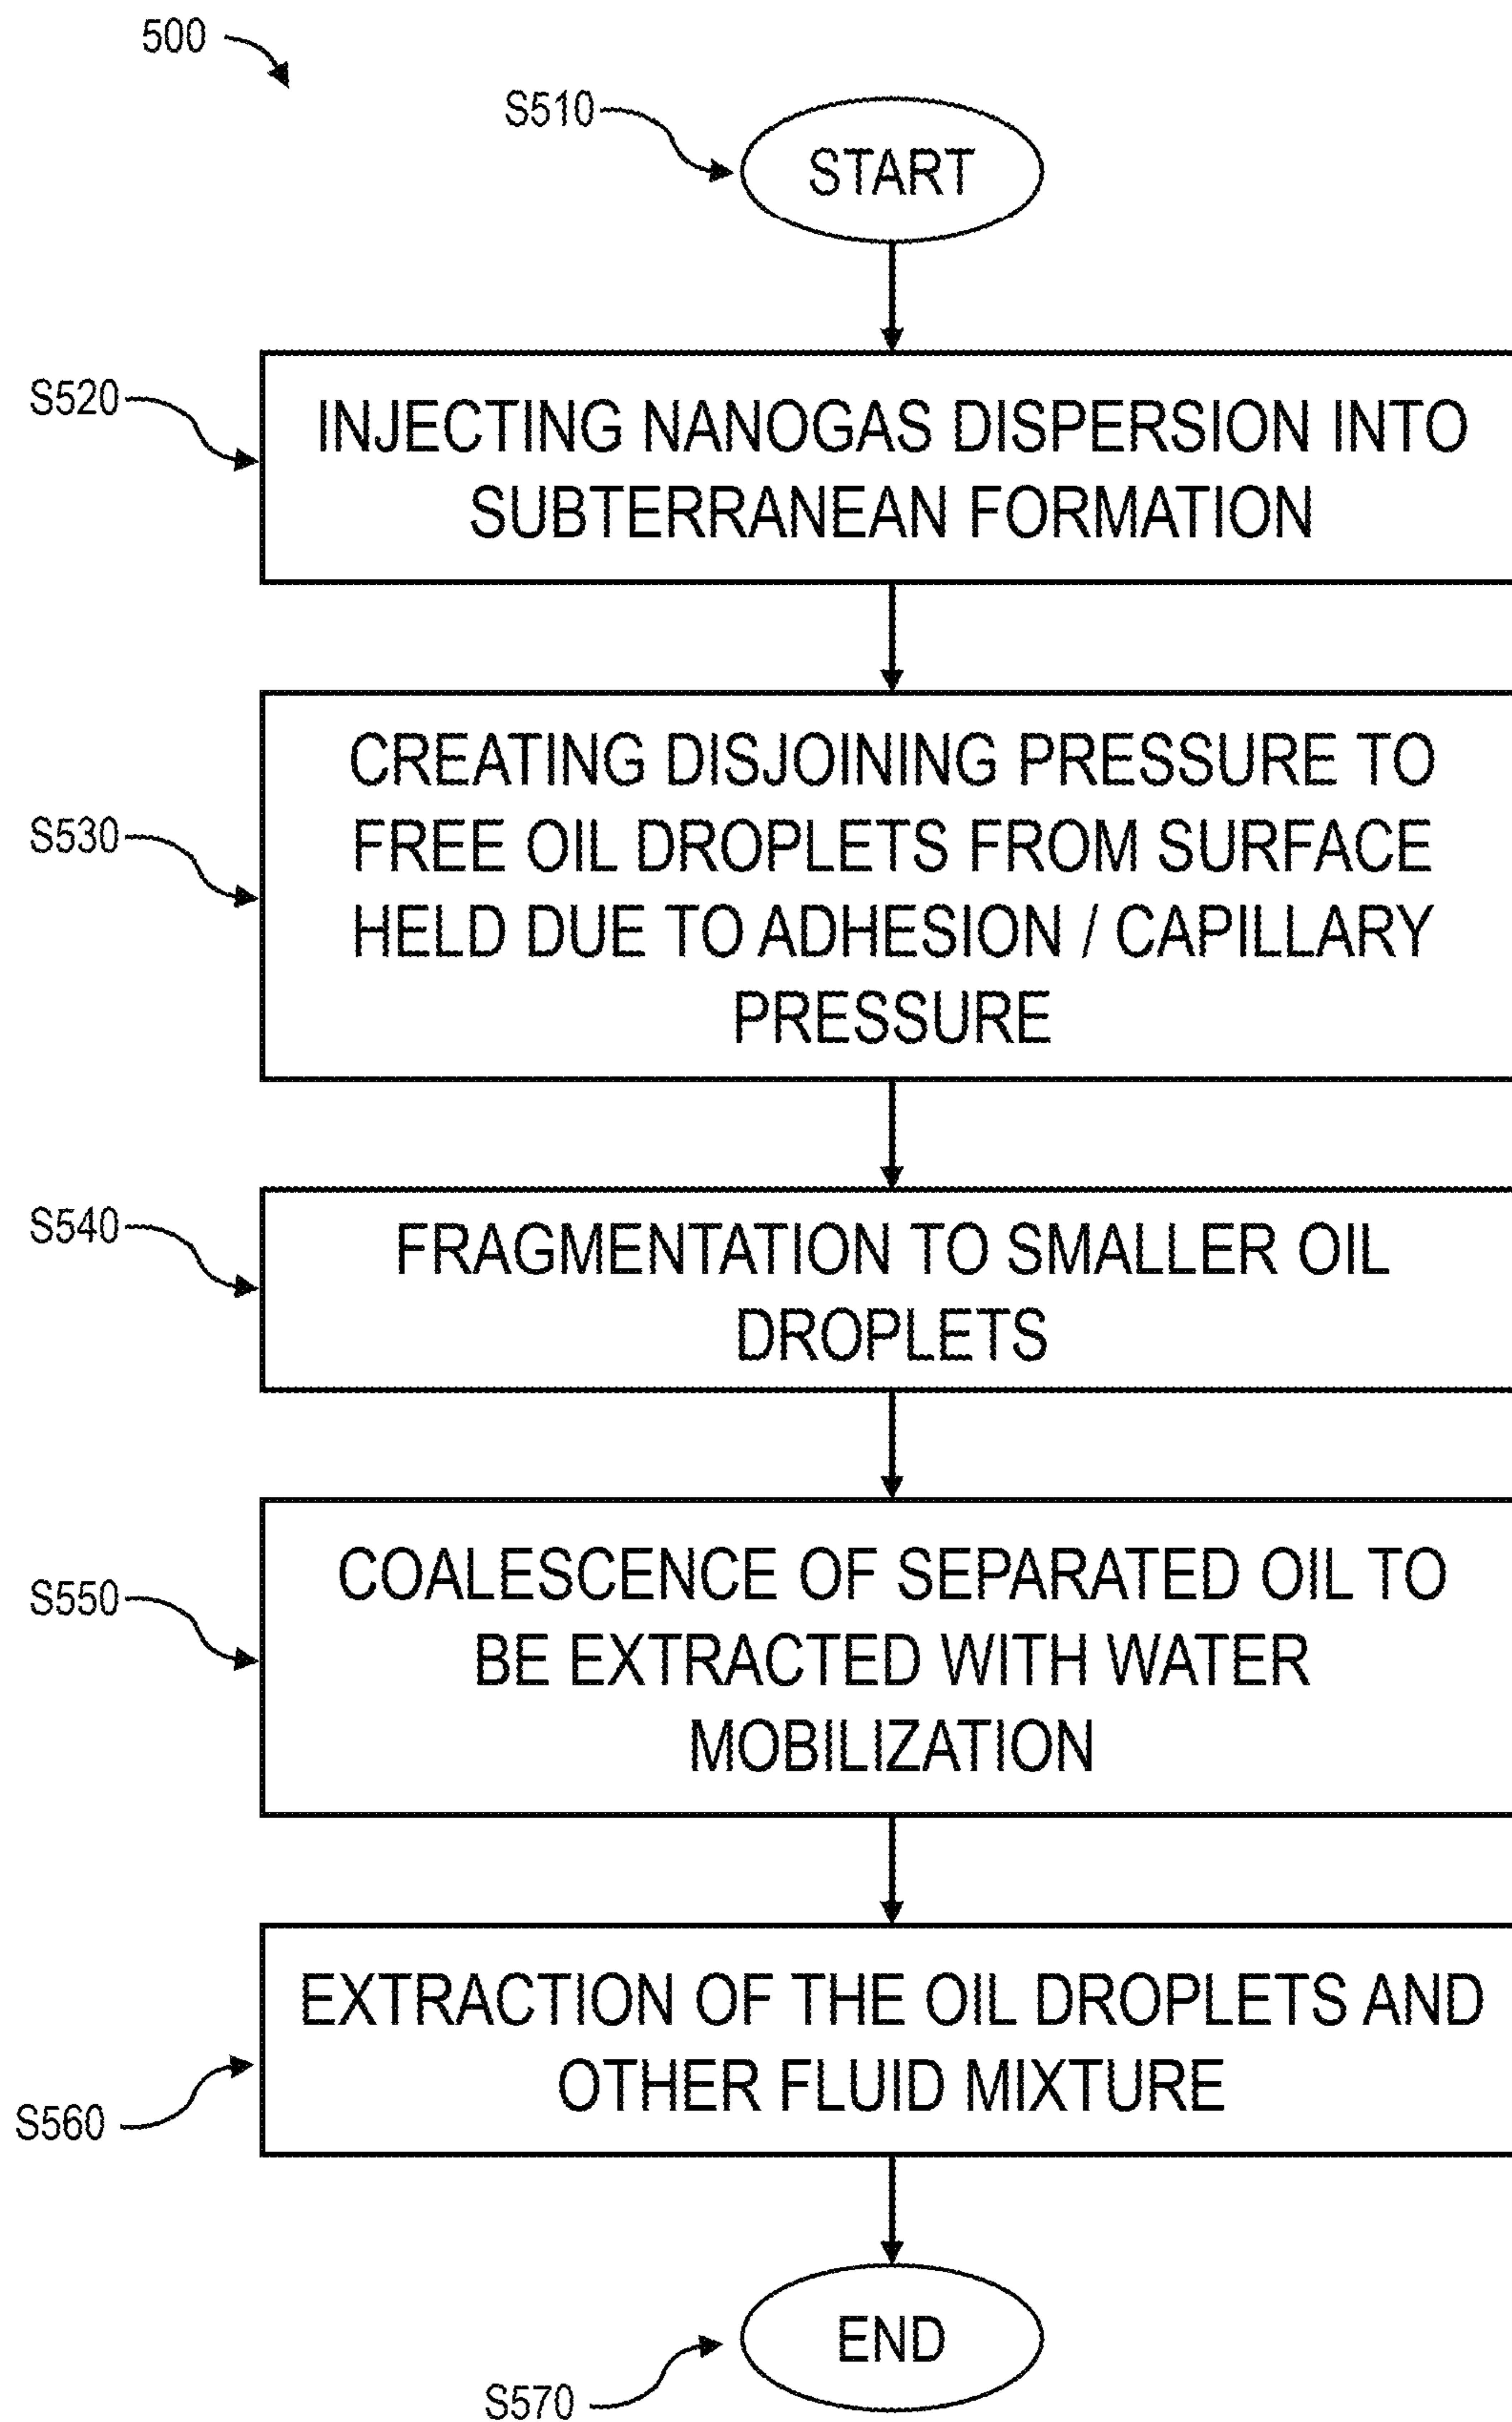 500
S510
START
S520
INJECTING NANOGAS DISPERSION INTO
SUBTERRANEAN FORMATION
S530
CREATING DISJOINING PRESSURE TO
FREE OIL DROPLETS FROM SURFACE
HELD DUE TO ADHESION / CAPILLARY
PRESSURE
S540
FRAGMENTATION TO SMALLER OIL
DROPLETS
S550
COALESCENCE OF SEPARATED OIL TO
BE EXTRACTED WITH WATER
MOBILIZATION
EXTRACTION OF THE OIL DROPLETS AND
OTHER FLUID MIXTURE
S560
END
S570